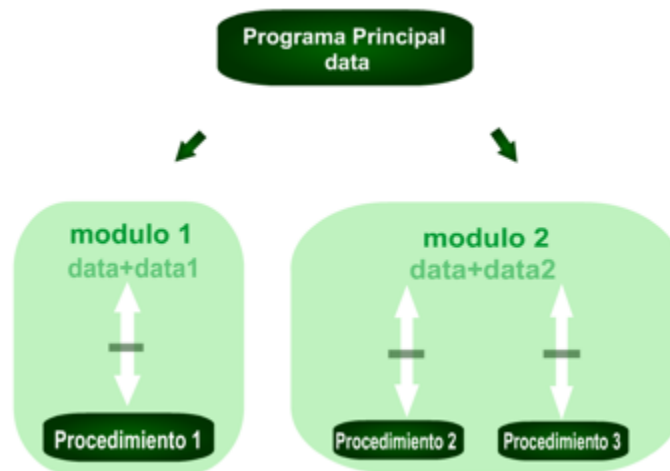 Programa Principal
data
modulo 1
data+data1
modulo 2
data+data2
Procedimiento 1
Procedimiento 2
Procedimiento 3